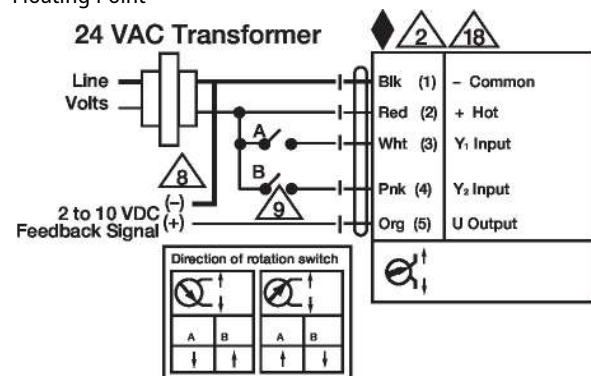 Floating Point
24 VAC Transformer
2
18
Line
Volts
Blk (1) – Common
Red (2) + Hot
A
Wht (3) Y₁ Input
B
Pnk (4) Y₂ Input
8
9
(–)
2 to 10 VDC
Feedback Signal (+)
Org (5) U Output
Direction of rotation switch
A B
A B